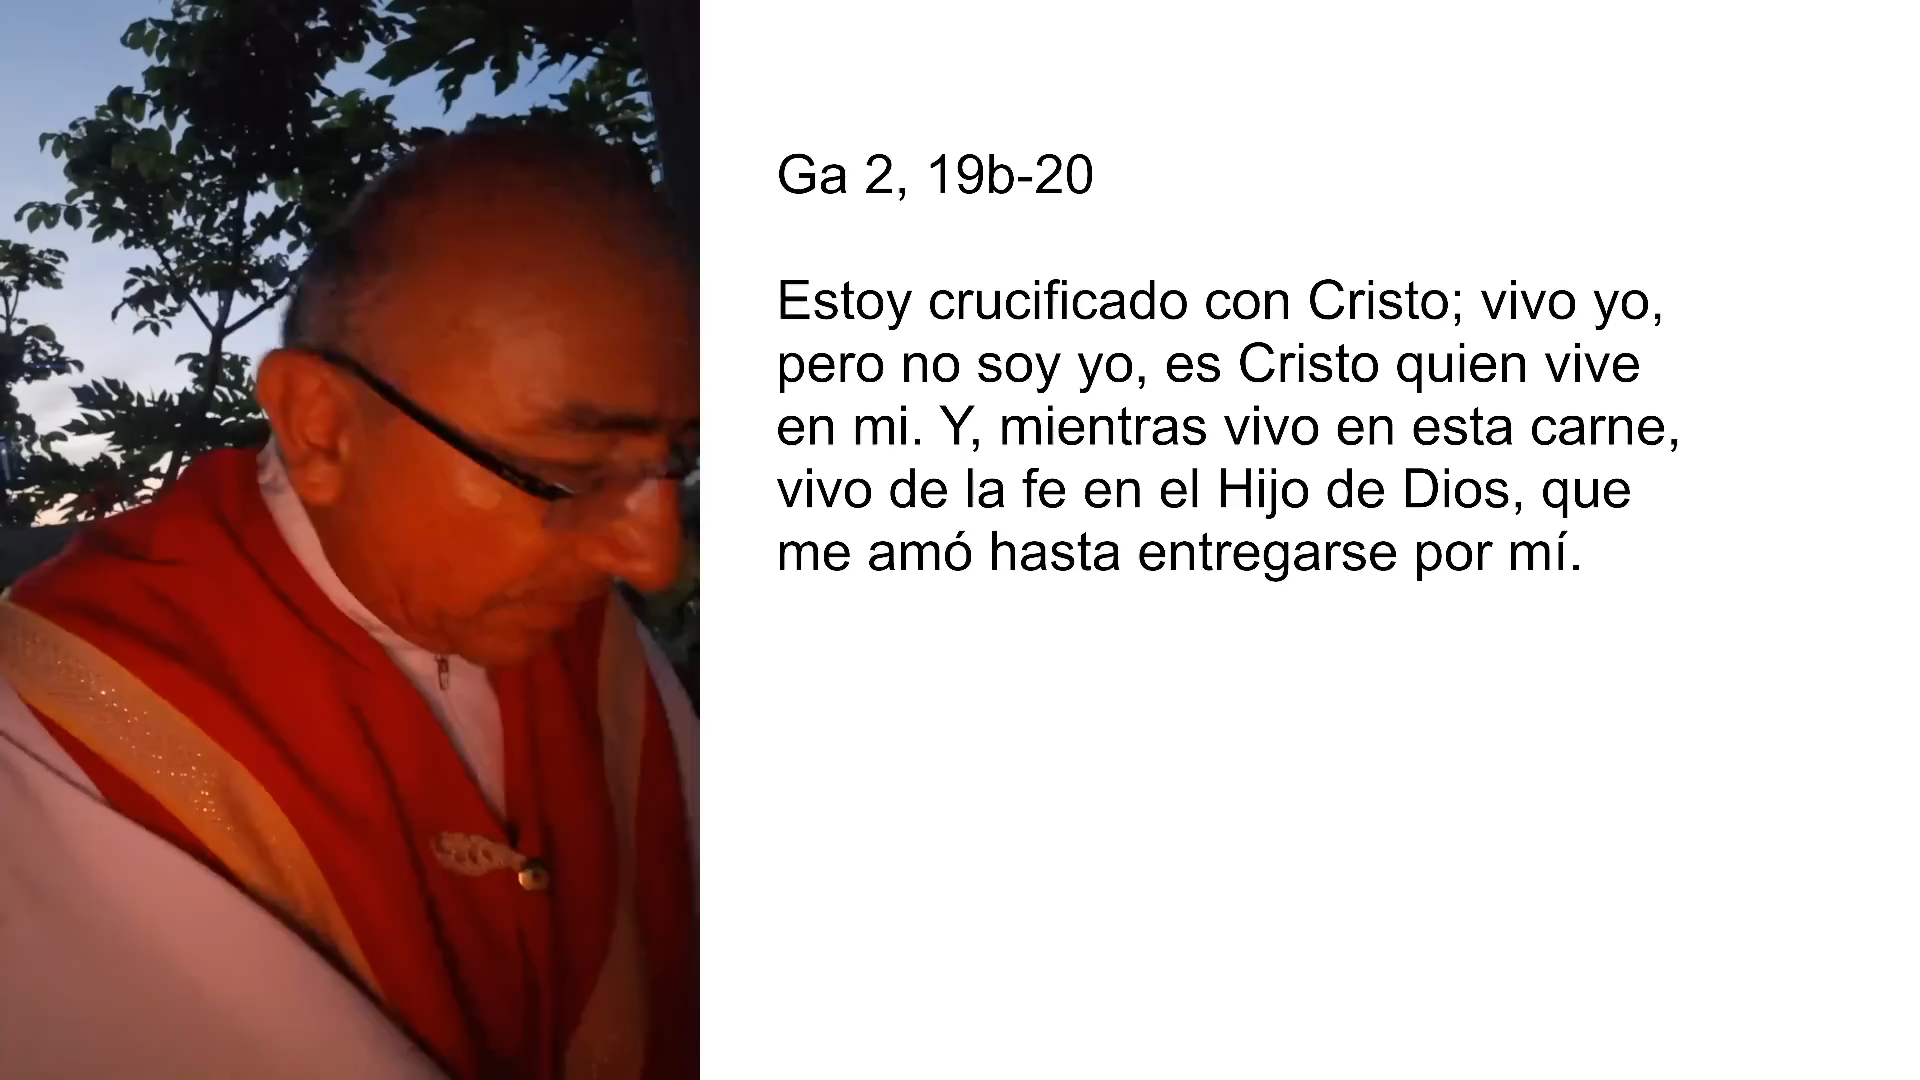 Ga 2, 19b-20
Estoy crucificado con Cristo; vivo yo,
pero no soy yo, es Cristo quien vive
en mi. Y, mientras vivo en esta carne,
vivo de la fe en el Hijo de Dios, que
me amó hasta entregarse por mí.